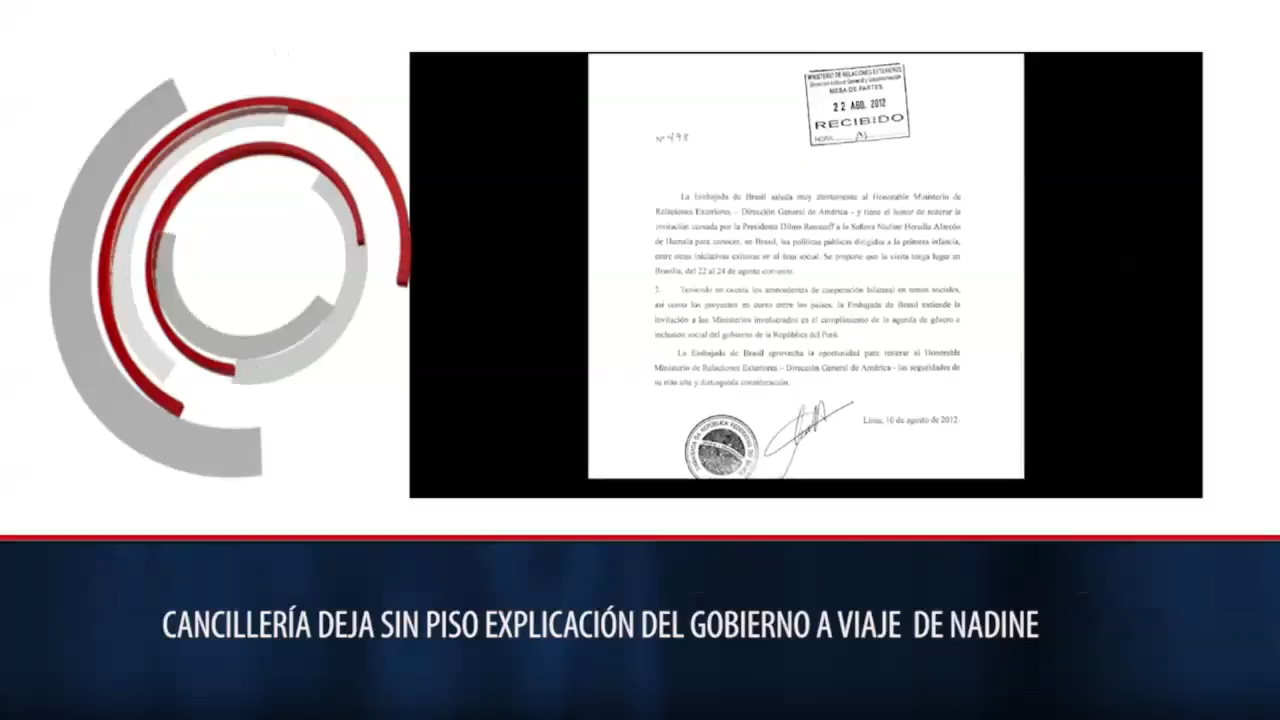 MINISTERIO DE RELACIONES EXTERIORES
MESA DE PARTES
22 AGO. 2012
RECIBIDO
HORA
Nº 498
La Embajada de Brasil saluda muy atentamente al Honorable Ministerio de
Relaciones Exteriores – Dirección General de América - y tiene el honor de reiterar la
invitación cursada por la Presidenta Dilma Rousseff a la Señora Nadine Heredia Alarcón
de Humala para conocer, en Brasil, las políticas públicas dirigidas a la primera infancia,
entre otras iniciativas exitosas en el área social. Se propone que la visita tenga lugar en
Brasilia, del 22 al 24 de agosto corriente.
2. Teniendo en cuenta los antecedentes de cooperación bilateral en temas sociales,
así como los proyectos en curso entre los países, la Embajada de Brasil extiende la
invitación a los Ministerios involucrados en el cumplimiento de la agenda de género e
inclusión social del gobierno de la República del Perú.
La Embajada de Brasil aprovecha la oportunidad para reiterar al Honorable
Ministerio de Relaciones Exteriores – Dirección General de América - las seguridades de
su más alta y distinguida consideración.
Lima, 16 de agosto de 2012.
CANCILLERÍA DEJA SIN PISO EXPLICACIÓN DEL GOBIERNO A VIAJE DE NADINE